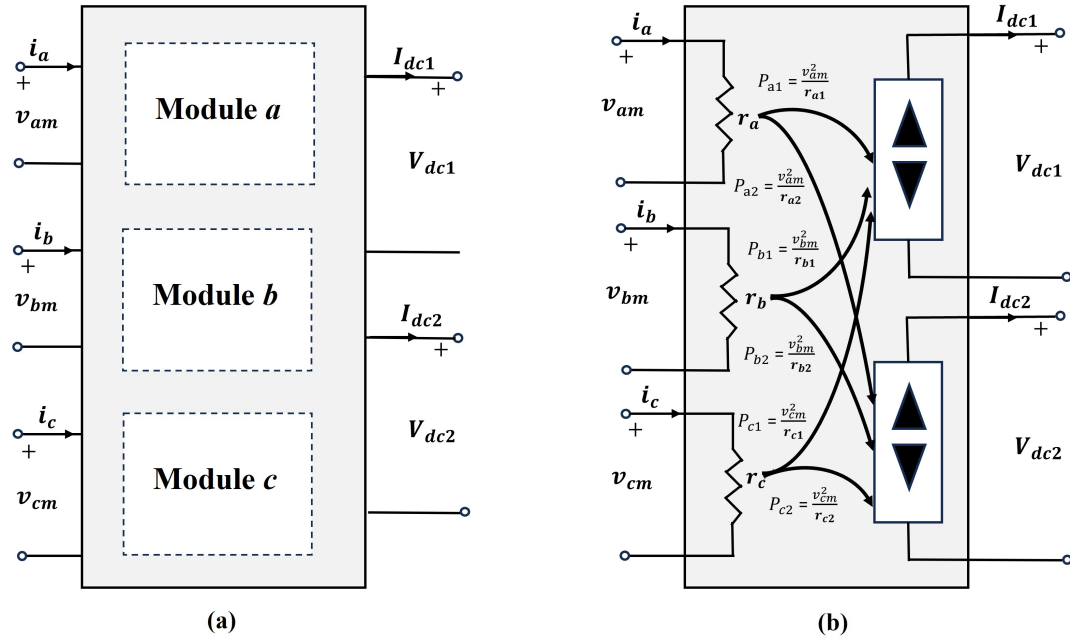 i_a
+
v_am
i_b
+
v_bm
i_c
+
v_cm
Module a
Module b
Module c
I_dc1
+
V_dc1
I_dc2
+
V_dc2
(a)
i_a
+
v_am
i_b
+
v_bm
i_c
+
v_cm
r_a
r_b
r_c
P_a1 = v_am^2/r_a1
P_a2 = v_am^2/r_a2
P_b1 = v_bm^2/r_b1
P_b2 = v_bm^2/r_b2
P_c1 = v_cm^2/r_c1
P_c2 = v_cm^2/r_c2
I_dc1
+
V_dc1
I_dc2
+
V_dc2
(b)